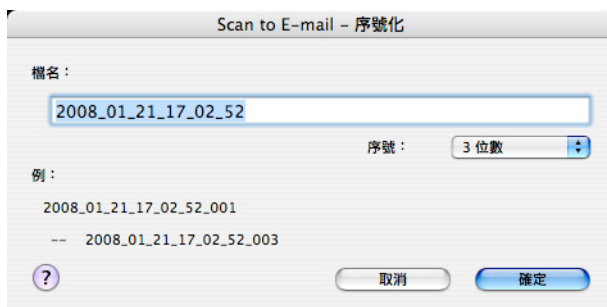 Scan to E-mail – 序號化
檔名：
2008_01_21_17_02_52
序號： 3 位數
例：
2008_01_21_17_02_52_001
-- 2008_01_21_17_02_52_003
? 取消 確定